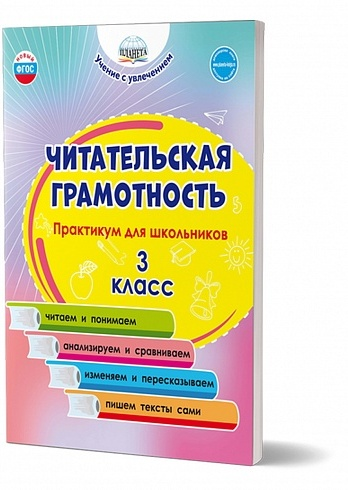 НОВЫЙ
ФГОС
ПЛАНЕТА
Учение с увлечением
ЧИТАТЕЛЬСКАЯ
ГРАМОТНОСТЬ
Практикум для школьников
3
класс
читаем и понимаем
анализируем и сравниваем
изменяем и пересказываем
пишем тексты сами